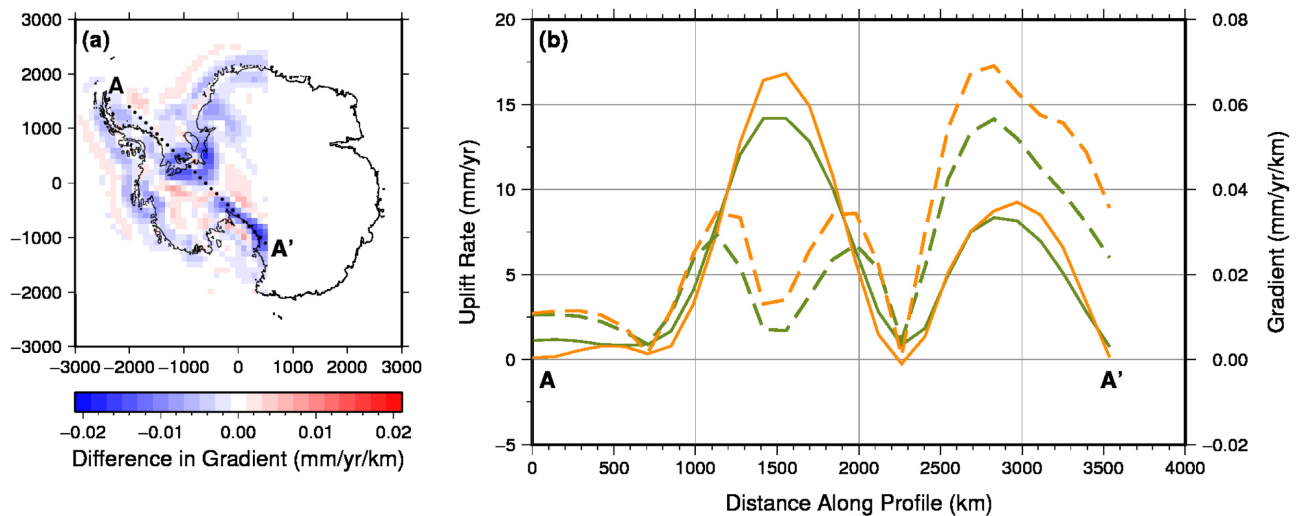 (a)
3000
2000
1000
0
−1000
−2000
−3000
A
A’
−3000 −2000 −1000 0 1000 2000 3000
−0.02 −0.01 0.00 0.01 0.02
Difference in Gradient (mm/yr/km)
(b)
20
15
10
5
0
−5
Uplift Rate (mm/yr)
A
A’
0 500 1000 1500 2000 2500 3000 3500 4000
Distance Along Profile (km)
0.08
0.06
0.04
0.02
0.00
−0.02
Gradient (mm/yr/km)